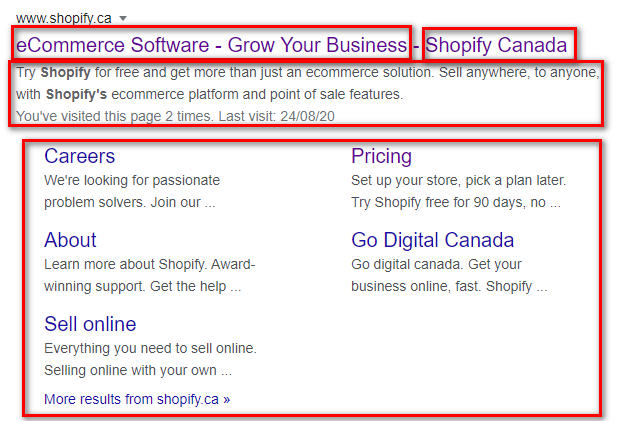 www.shopify.ca
eCommerce Software - Grow Your Business - Shopify Canada
Try Shopify for free and get more than just an ecommerce solution. Sell anywhere, to anyone,
with Shopify's ecommerce platform and point of sale features.
You've visited this page 2 times. Last visit: 24/08/20
Careers
We're looking for passionate
problem solvers. Join our ...
Pricing
Set up your store, pick a plan later.
Try Shopify free for 90 days, no ...
About
Learn more about Shopify. Award-
winning support. Get the help ...
Go Digital Canada
Go digital canada. Get your
business online, fast. Shopify ...
Sell online
Everything you need to sell online.
Selling online with your own ...
More results from shopify.ca »